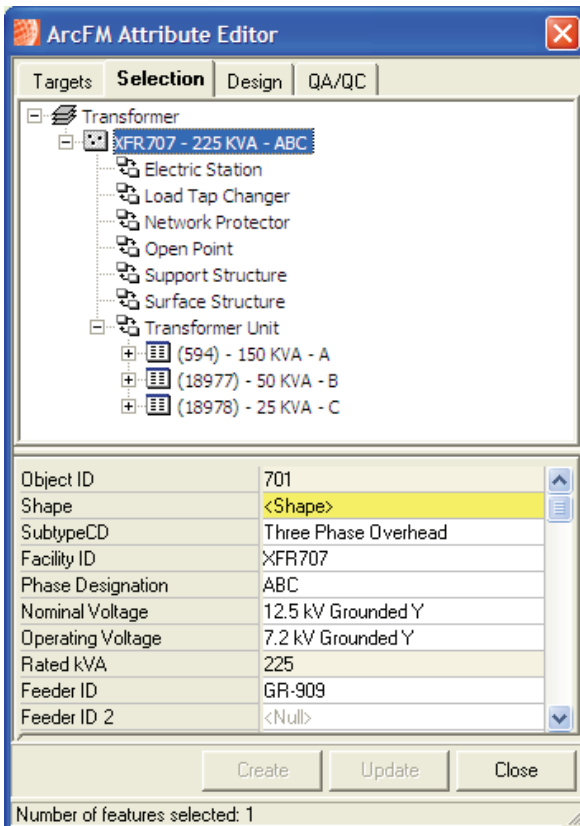 ArcFM Attribute Editor
Targets Selection Design QA/QC
Transformer
XFR707 - 225 KVA - ABC
Electric Station
Load Tap Changer
Network Protector
Open Point
Support Structure
Surface Structure
Transformer Unit
(594) - 150 KVA - A
(18977) - 50 KVA - B
(18978) - 25 KVA - C
Object ID 701
Shape <Shape>
SubtypeCD Three Phase Overhead
Facility ID XFR707
Phase Designation ABC
Nominal Voltage 12.5 kV Grounded Y
Operating Voltage 7.2 kV Grounded Y
Rated kVA 225
Feeder ID GR-909
Feeder ID 2 <Null>
Create Update Close
Number of features selected: 1